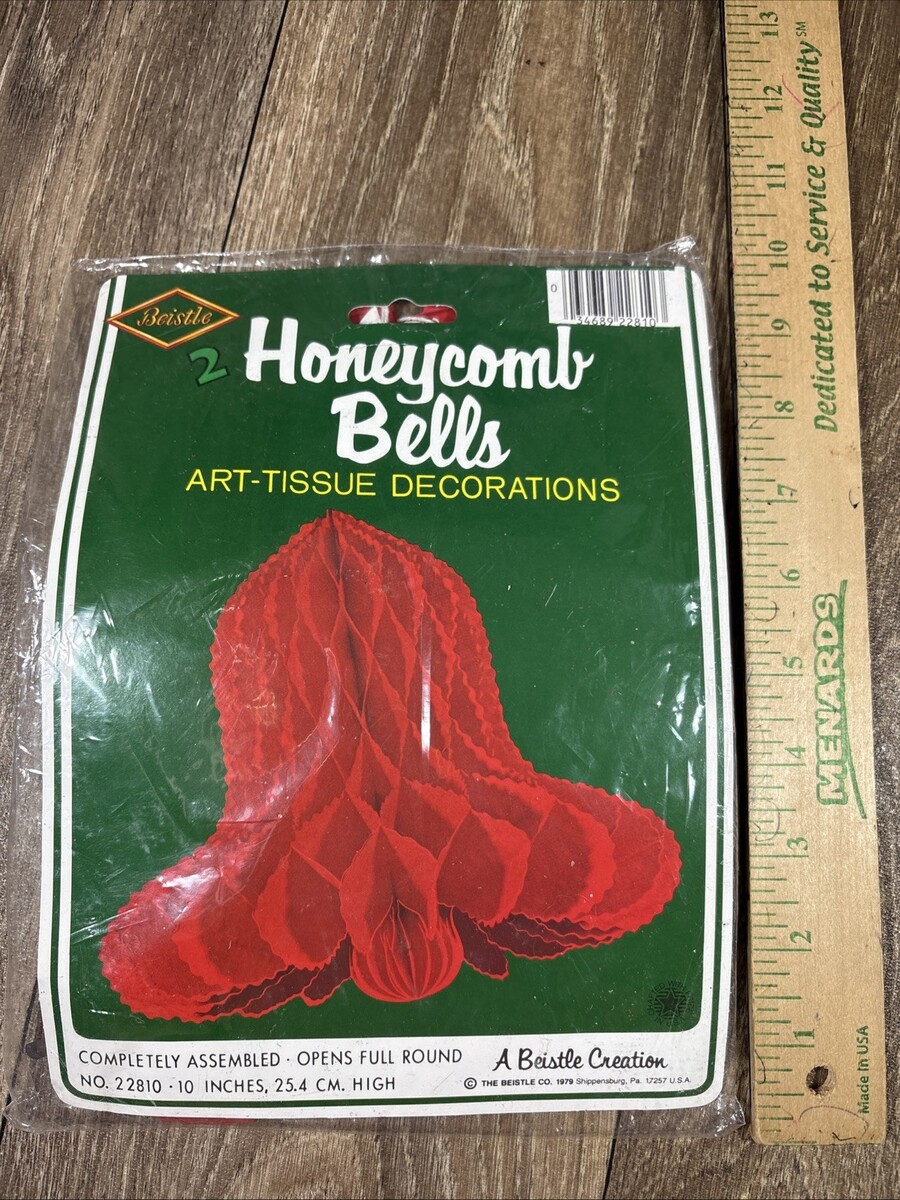 Beistle
0 34689 22810
2 Honeycomb
Bells
ART-TISSUE DECORATIONS
COMPLETELY ASSEMBLED · OPENS FULL ROUND
NO. 22810 · 10 INCHES, 25.4 CM. HIGH
A Beistle Creation
© THE BEISTLE CO. 1979 Shippensburg, Pa. 17257 U.S.A.
13
12
11
10
9
8
7
6
5
4
3
2
1
Dedicated to Service & Quality SM
MENARDS
Made in USA